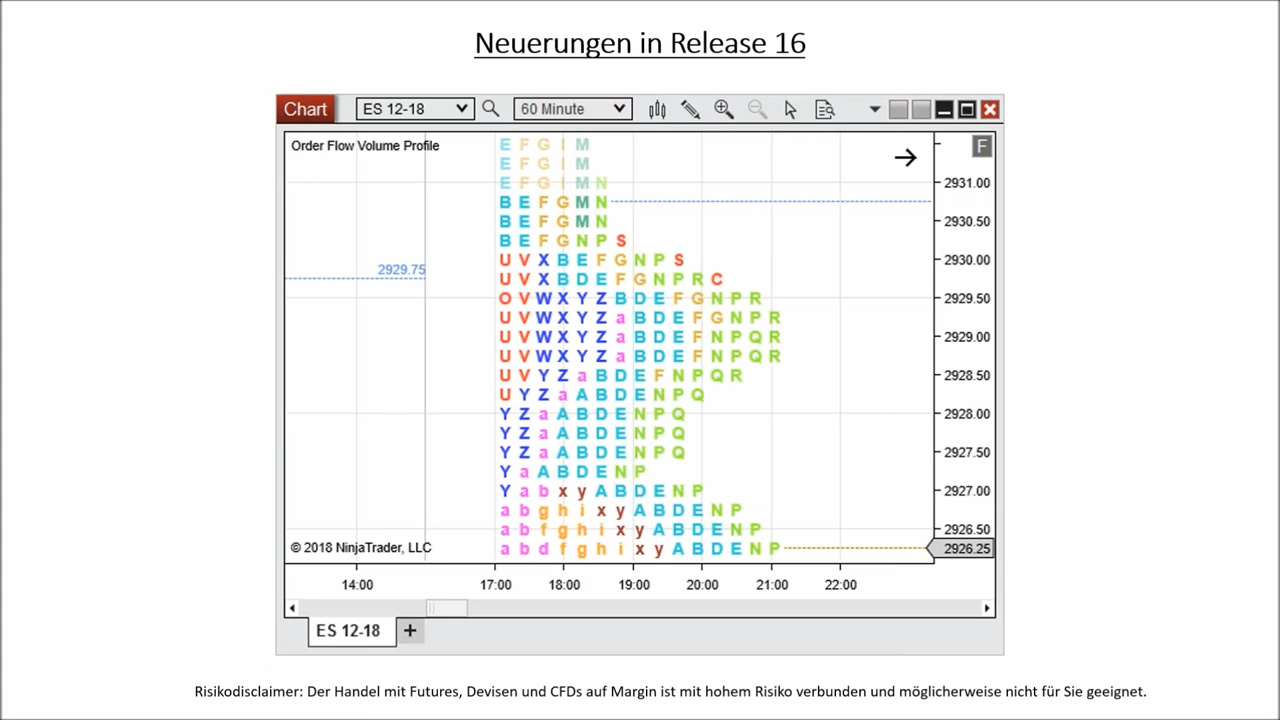 Neuerungen in Release 16
Chart ES 12-18 60 Minute
Order Flow Volume Profile
F
E F G I M
E F G I M
E F G I M N 2931.00
B E F G M N
B E F G M N 2930.50
B E F G N P S
U V X B E F G N P S 2930.00
2929.75
U V X B D E F G N P R C
O V W X Y Z B D E F G N P R 2929.50
U V W X Y Z a B D E F G N P R
U V W X Y Z a B D E F N P Q R 2929.00
U V W X Y Z a B D E F N P Q R
U V Y Z a B D E F N P Q R 2928.50
U Y Z a A B D E N P Q
Y Z a A B D E N P Q 2928.00
Y Z a A B D E N P Q
Y Z a A B D E N P Q 2927.50
Y a A B D E N P
Y a b x y A B D E N P 2927.00
a b g h i x y A B D E N P
a b f g h i x y A B D E N P 2926.50
© 2018 NinjaTrader, LLC a b d f g h i x y A B D E N P 2926.25
14:00 17:00 18:00 19:00 20:00 21:00 22:00
ES 12-18 +
Risikodisclaimer: Der Handel mit Futures, Devisen und CFDs auf Margin ist mit hohem Risiko verbunden und möglicherweise nicht für Sie geeignet.